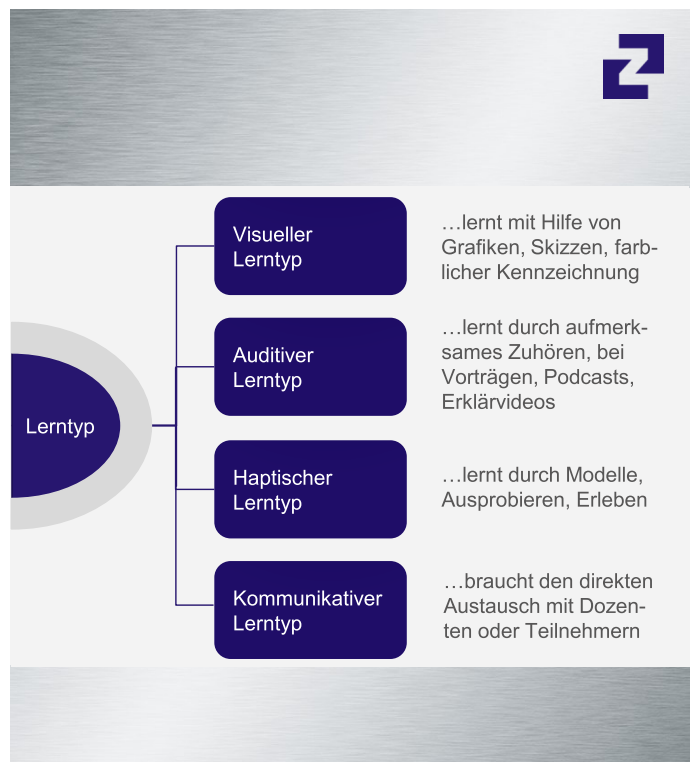 Z
Visueller
Lerntyp
…lernt mit Hilfe von
Grafiken, Skizzen, farb-
licher Kennzeichnung
Auditiver
Lerntyp
…lernt durch aufmerk-
sames Zuhören, bei
Vorträgen, Podcasts,
Erklärvideos
Lerntyp
Haptischer
Lerntyp
…lernt durch Modelle,
Ausprobieren, Erleben
Kommunikativer
Lerntyp
…braucht den direkten
Austausch mit Dozen-
ten oder Teilnehmern